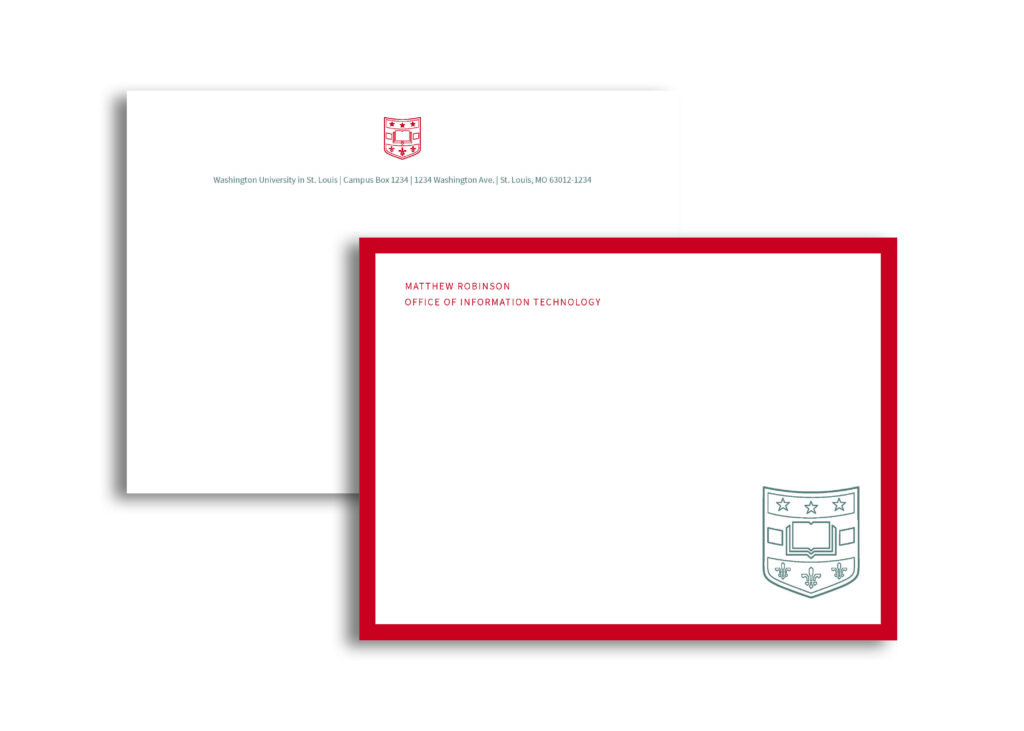 Washington University in St. Louis | Campus Box 1234 | 1234 Washington Ave. | St. Louis, MO 63012-1234
MATTHEW ROBINSON
OFFICE OF INFORMATION TECHNOLOGY